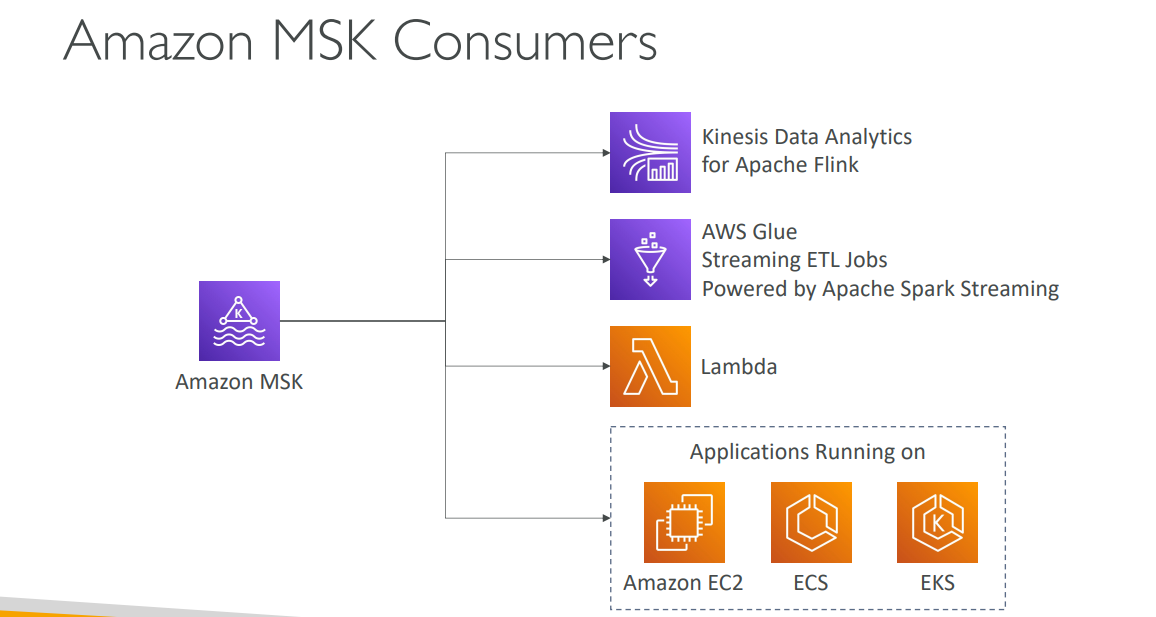 Amazon MSK Consumers
Kinesis Data Analytics
for Apache Flink
AWS Glue
Streaming ETL Jobs
Powered by Apache Spark Streaming
K
Amazon MSK
Lambda
Applications Running on
K
Amazon EC2
ECS
EKS